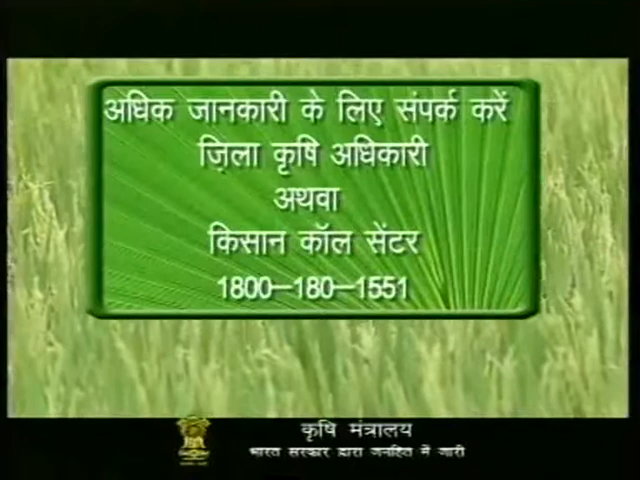 अधिक जानकारी के लिए संपर्क करें
ज़िला कृषि अधिकारी
अथवा
किसान कॉल सेंटर
1800-180-1551
कृषि मंत्रालय
भारत सरकार द्वारा जनहित में जारी